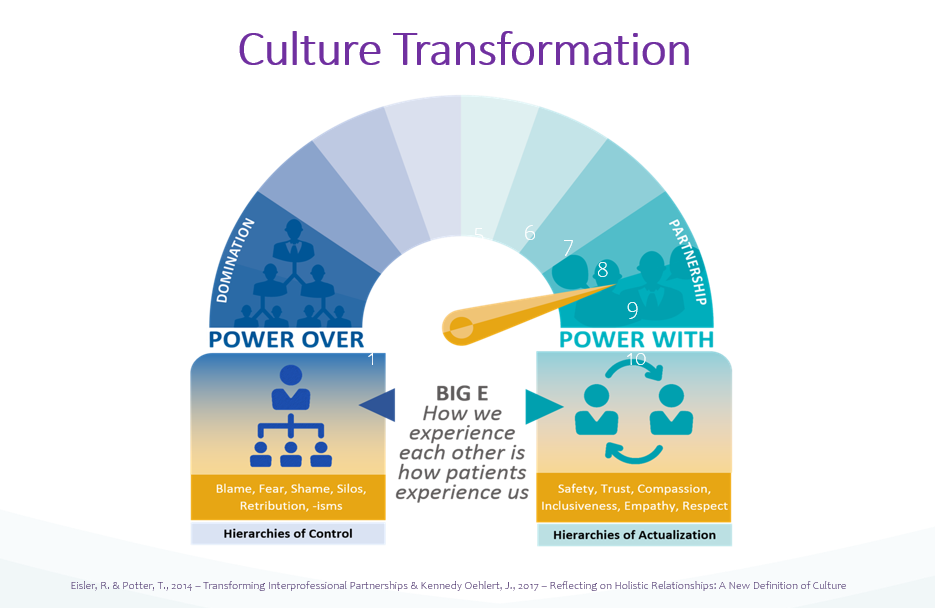 Culture Transformation
DOMINATION
PARTNERSHIP
5
6
7
8
9
POWER OVER
POWER WITH
1
10
BIG E
How we
experience
each other is
how patients
experience us
Blame, Fear, Shame, Silos,
Retribution, -isms
Hierarchies of Control
Safety, Trust, Compassion,
Inclusiveness, Empathy, Respect
Hierarchies of Actualization
Eisler, R. & Potter, T., 2014 – Transforming Interprofessional Partnerships & Kennedy Oehlert, J., 2017 – Reflecting on Holistic Relationships: A New Definition of Culture